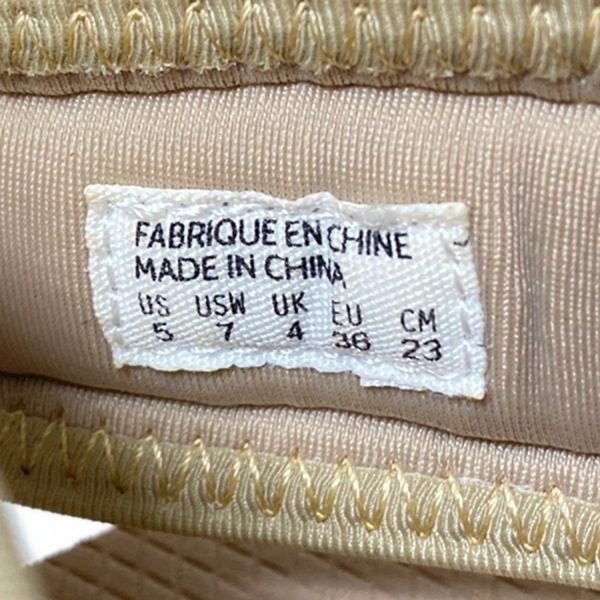 FABRIQUE EN CHINE
MADE IN CHINA
US USW UK EU CM
5 7 4 36 23